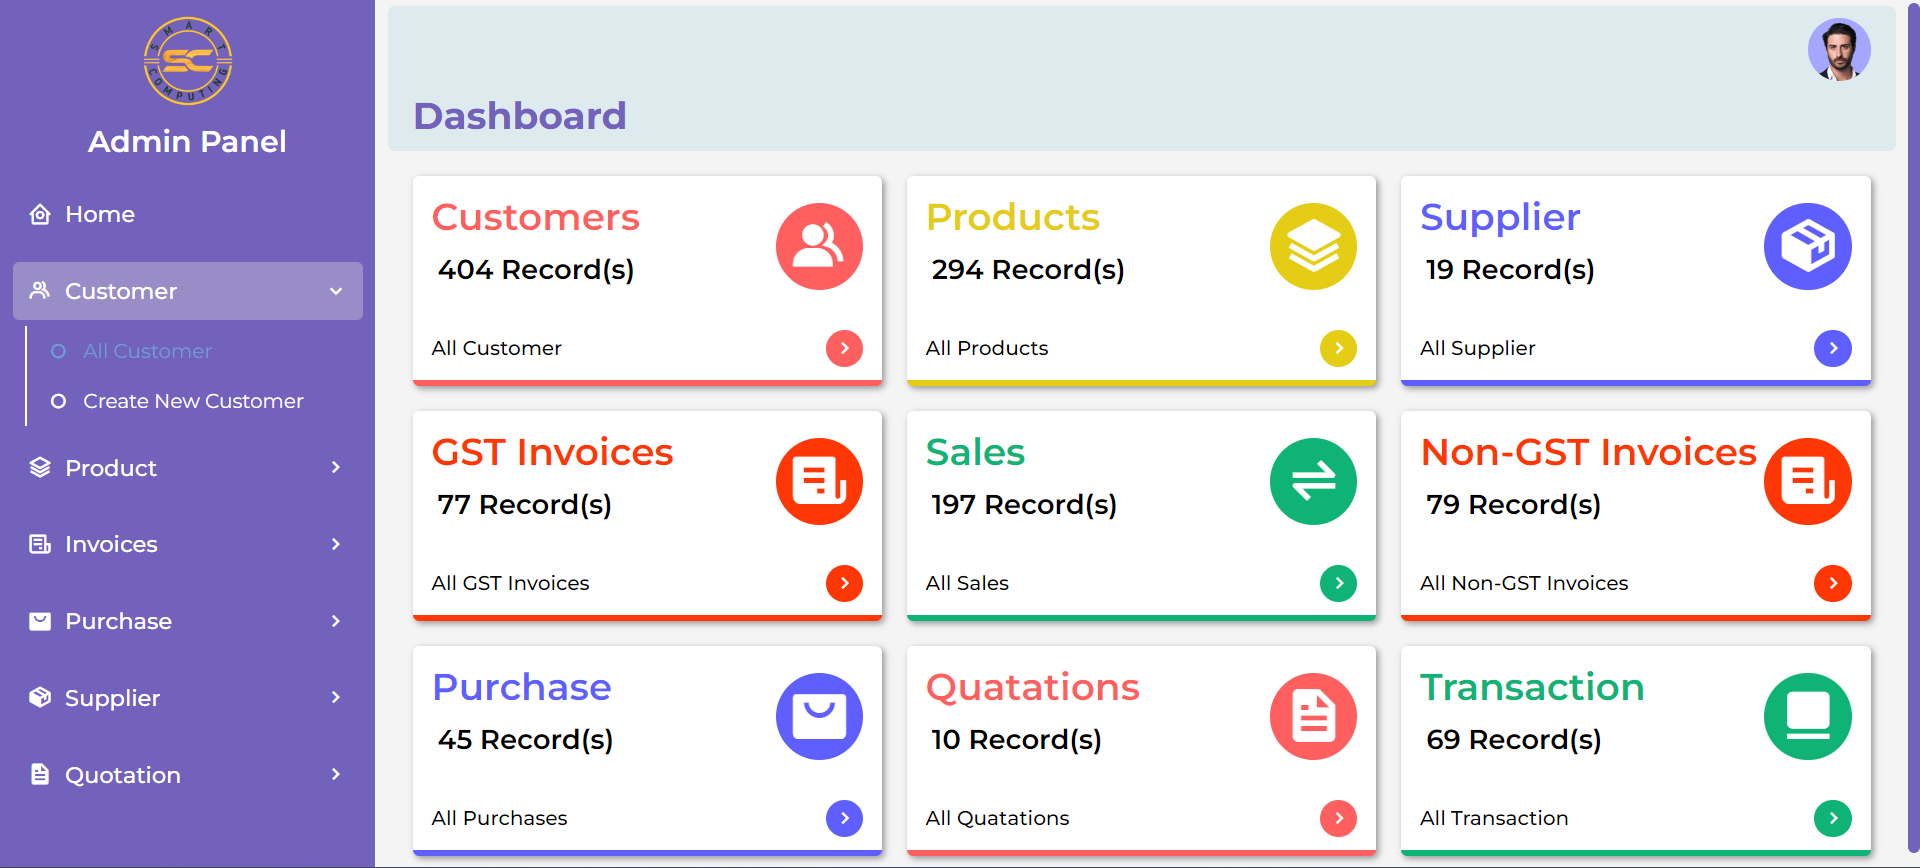 SMART
SC
COMPUTING
Admin Panel
Home
Customer
All Customer
Create New Customer
Product
Invoices
Purchase
Supplier
Quotation
Dashboard
Customers
404 Record(s)
All Customer
Products
294 Record(s)
All Products
Supplier
19 Record(s)
All Supplier
GST Invoices
77 Record(s)
All GST Invoices
Sales
197 Record(s)
All Sales
Non-GST Invoices
79 Record(s)
All Non-GST Invoices
Purchase
45 Record(s)
All Purchases
Quatations
10 Record(s)
All Quatations
Transaction
69 Record(s)
All Transaction